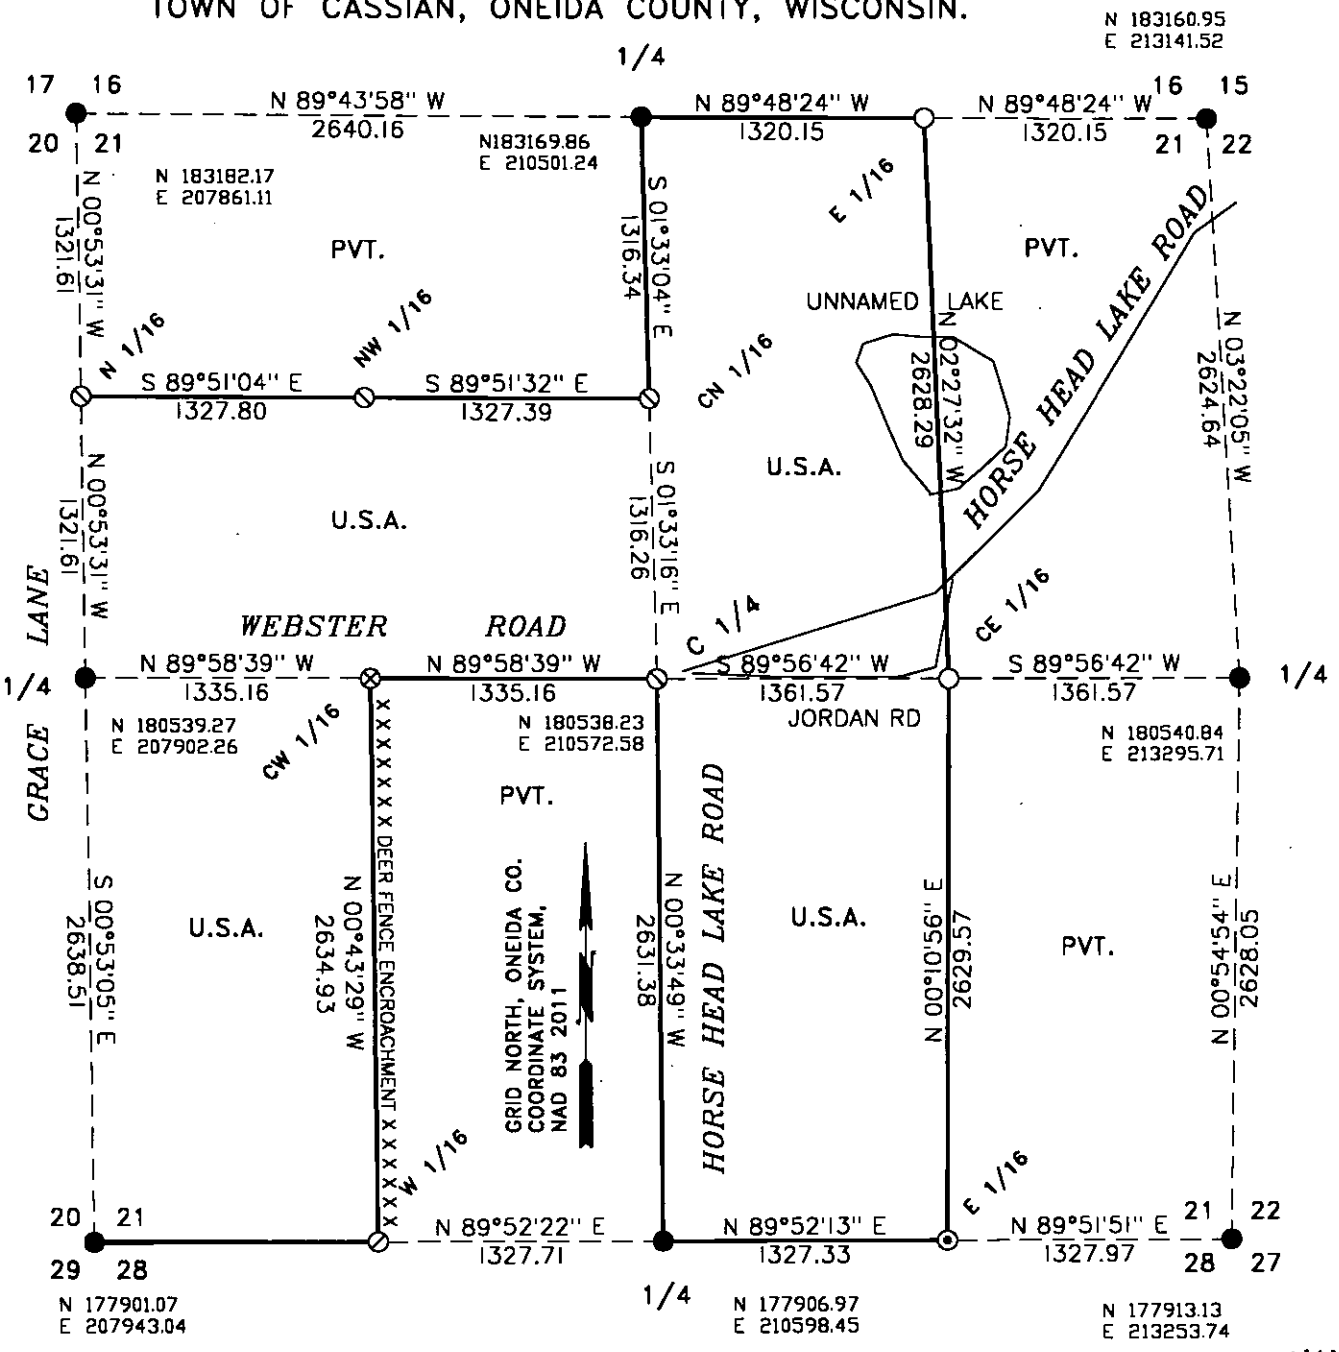 TOWN OF CASSIAN, ONEIDA COUNTY, WISCONSIN.
N 183160.95
E 213141.52
1/4
17 16
20 21
N 89°43'58" W
2640.16
N183169.86
E 210501.24
N 89°48'24" W
1320.15
N 89°48'24" W
1320.15
16 15
21 22
N 183182.17
E 207861.11
N 00°53'31" W
1321.61
PVT.
S 01°33'04" E
1316.34
E 1/16
PVT.
HORSE HEAD LAKE ROAD
UNNAMED LAKE
N 02°27'32" W
2628.29
N 03°22'05" W
2624.64
N 1/16
NW 1/16
CN 1/16
S 89°51'04" E
1327.80
S 89°51'32" E
1327.39
N 00°53'31" W
1321.61
U.S.A.
S 01°33'16" E
1316.26
U.S.A.
GRACE LANE
WEBSTER ROAD
C 1/4
CE 1/16
1/4
N 89°58'39" W
1335.16
N 89°58'39" W
1335.16
S 89°56'42" W
1361.57
S 89°56'42" W
1361.57
1/4
N 180539.27
E 207902.26
CW 1/16
N 180538.23
E 210572.58
JORDAN RD
N 180540.84
E 213295.71
S 00°53'05" E
2638.51
U.S.A.
N 00°43'29" W
2634.93
X X X X X X X DEER FENCE ENCROACHMENT X X X X X X
PVT.
GRID NORTH, ONEIDA CO.
COORDINATE SYSTEM,
NAD 83 2011
N
N 00°33'49" W
2631.38
HORSE HEAD LAKE ROAD
U.S.A.
N 00°10'56" E
2629.57
PVT.
N 00°54'54" E
2628.05
W 1/16
E 1/16
20 21
29 28
N 89°52'22" E
1327.71
N 89°52'13" E
1327.33
N 89°51'51" E
1327.97
21 22
28 27
1/4
N 177901.07
E 207943.04
N 177906.97
E 210598.45
N 177913.13
E 213253.74